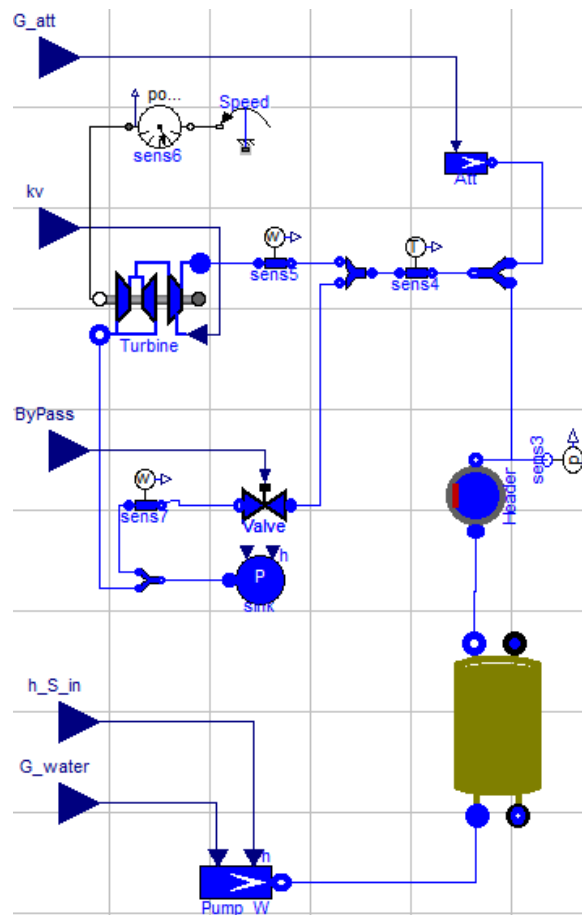 G_att
po...
Speed
sens6
Att
kv
w
T
sens5
sens4
Turbine
ByPass
w
sens3
p
sens7
Valve
Header
h
P
sink
h_S_in
G_water
h
Pump_W